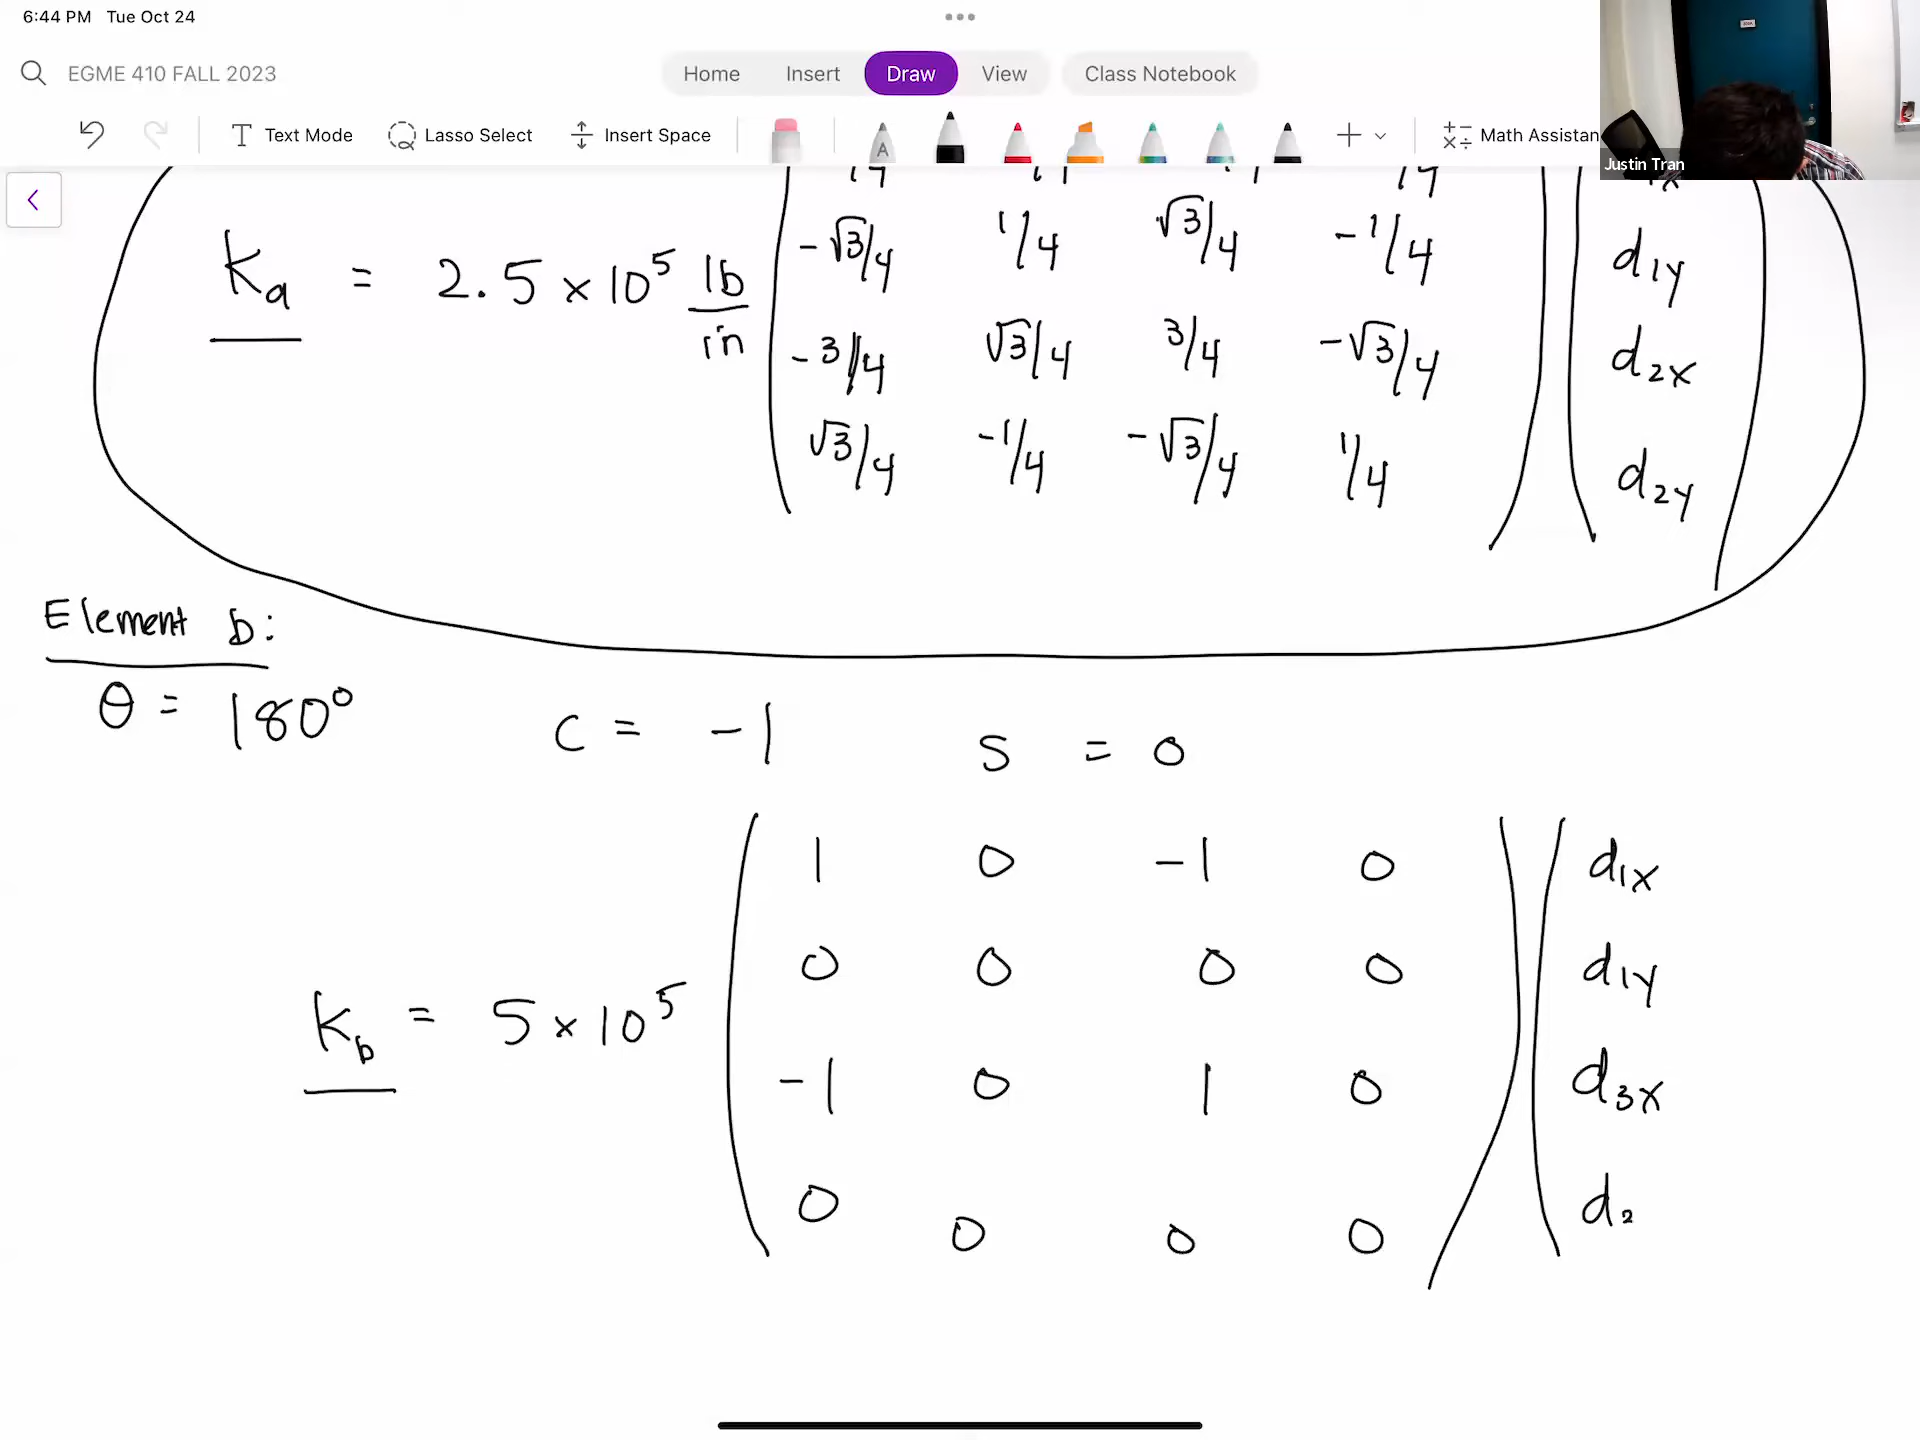 6:44 PM Tue Oct 24
EGME 410 FALL 2023
Home Insert Draw View Class Notebook
Text Mode Lasso Select Insert Space A Math Assistan
Justin Tran
-√3/4 1/4 √3/4 -1/4 d1y
Ka = 2.5 × 10^5 lb/in
-3/4 √3/4 3/4 -√3/4 d2x
√3/4 -1/4 -√3/4 1/4 d2y
Element b:
θ = 180° C = -1 S = 0
1 0 -1 0 d1x
0 0 0 0 d1y
Kb = 5 × 10^5
-1 0 1 0 d3x
0 0 0 0 d2